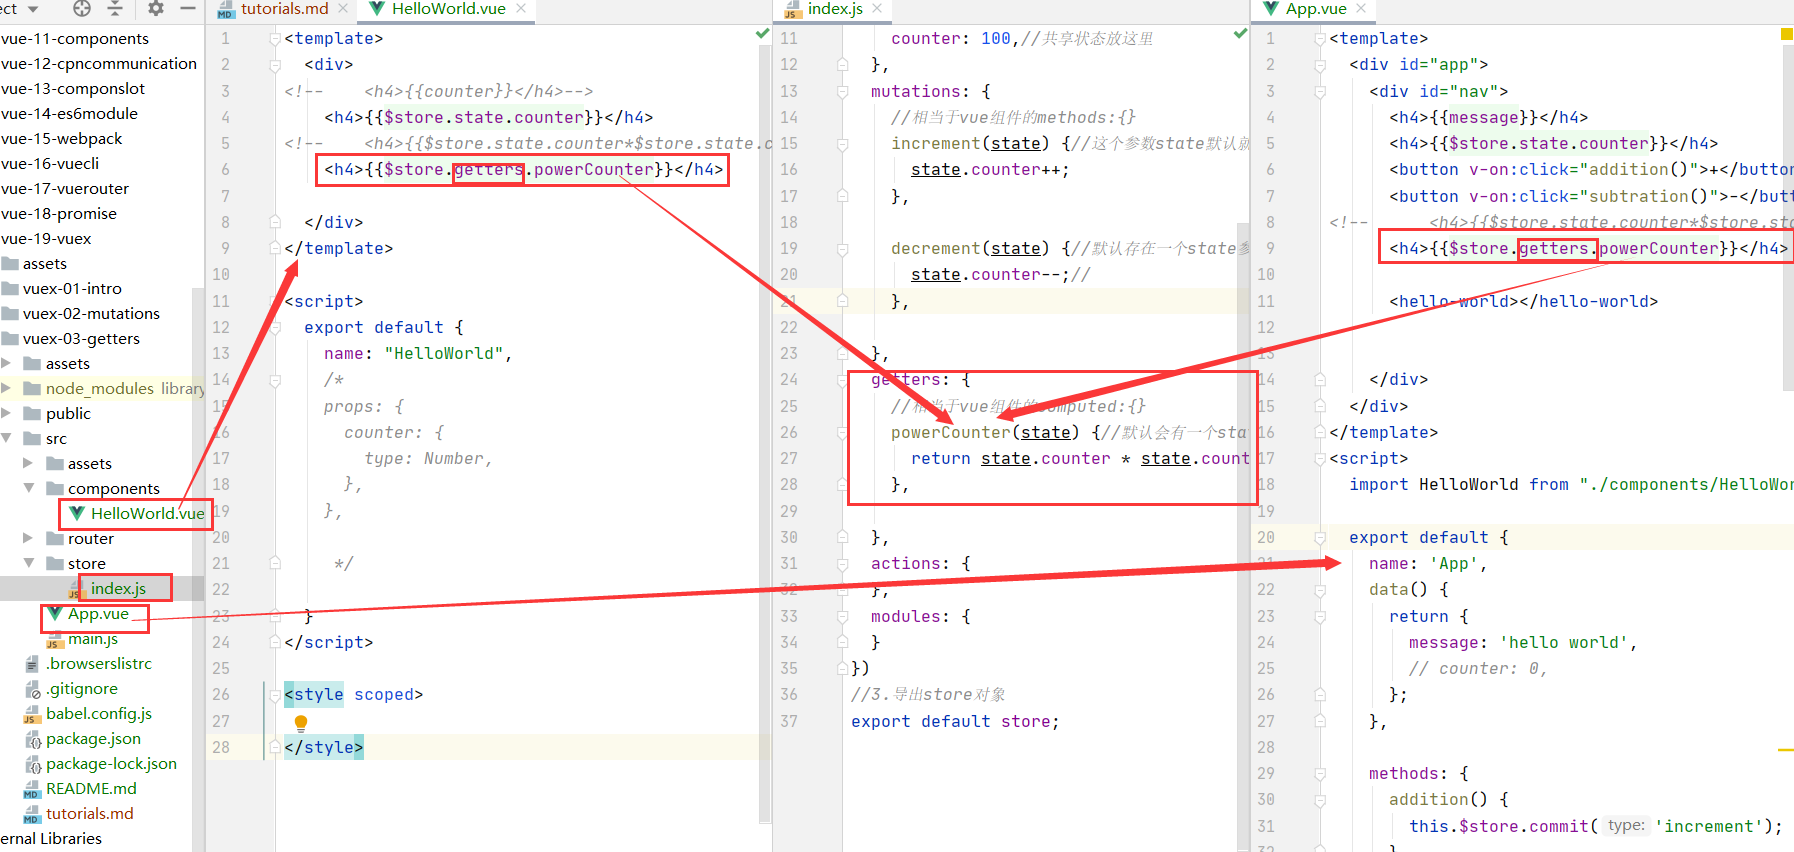 ect
vue-11-components
vue-12-cpncommunication
vue-13-componslot
vue-14-es6module
vue-15-webpack
vue-16-vuecli
vue-17-vuerouter
vue-18-promise
vue-19-vuex
assets
vuex-01-intro
vuex-02-mutations
vuex-03-getters
assets
node_modules library
public
src
assets
components
HelloWorld.vue
router
store
index.js
App.vue
main.js
.browserslistrc
.gitignore
babel.config.js
package.json
package-lock.json
README.md
tutorials.md
ernal Libraries
tutorials.md
HelloWorld.vue
1 <template>
2 <div>
3 <!-- <h4>{{counter}}</h4>-->
4 <h4>{{$store.state.counter}}</h4>
5 <!-- <h4>{{$store.state.counter*$store.state.c
6 <h4>{{$store.getters.powerCounter}}</h4>
7
8 </div>
9 </template>
10
11 <script>
12 export default {
13 name: "HelloWorld",
14 /*
15 props: {
16 counter: {
17 type: Number,
18 },
19 },
20
21 */
22
23 }
24 </script>
25
26 <style scoped>
27
28 </style>
index.js
11 counter: 100,//共享状态放这里
12 },
13 mutations: {
14 //相当于vue组件的methods:{}
15 increment(state) {//这个参数state默认就
16 state.counter++;
17 },
18
19 decrement(state) {//默认存在一个state参
20 state.counter--;//
21 },
22
23 },
24 getters: {
25 //相当于vue组件的computed:{}
26 powerCounter(state) {//默认会有一个sta
27 return state.counter * state.count
28 },
29
30 },
31 actions: {
32 },
33 modules: {
34 }
35 })
36 //3.导出store对象
37 export default store;
App.vue
1 <template>
2 <div id="app">
3 <div id="nav">
4 <h4>{{message}}</h4>
5 <h4>{{$store.state.counter}}</h4>
6 <button v-on:click="addition()">+</button
7 <button v-on:click="subtration()">-</butt
8 <!-- <h4>{{$store.state.counter*$store.sta
9 <h4>{{$store.getters.powerCounter}}</h4>
10
11 <hello-world></hello-world>
12
13
14 </div>
15 </div>
16 </template>
17 <script>
18 import HelloWorld from "./components/HelloWor
19
20 export default {
21 name: 'App',
22 data() {
23 return {
24 message: 'hello world',
25 // counter: 0,
26 };
27 },
28
29 methods: {
30 addition() {
31 this.$store.commit( type: 'increment');
32 }